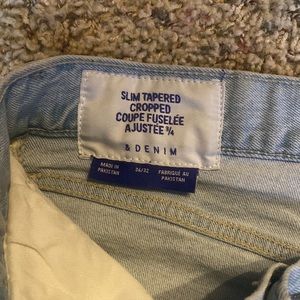 SLIM TAPERED
CROPPED
COUPE FUSELÉE
AJUSTÉE ¾
& DENIM
MADE IN
PAKISTAN
34/32
FABRIQUÉ AU
PAKISTAN